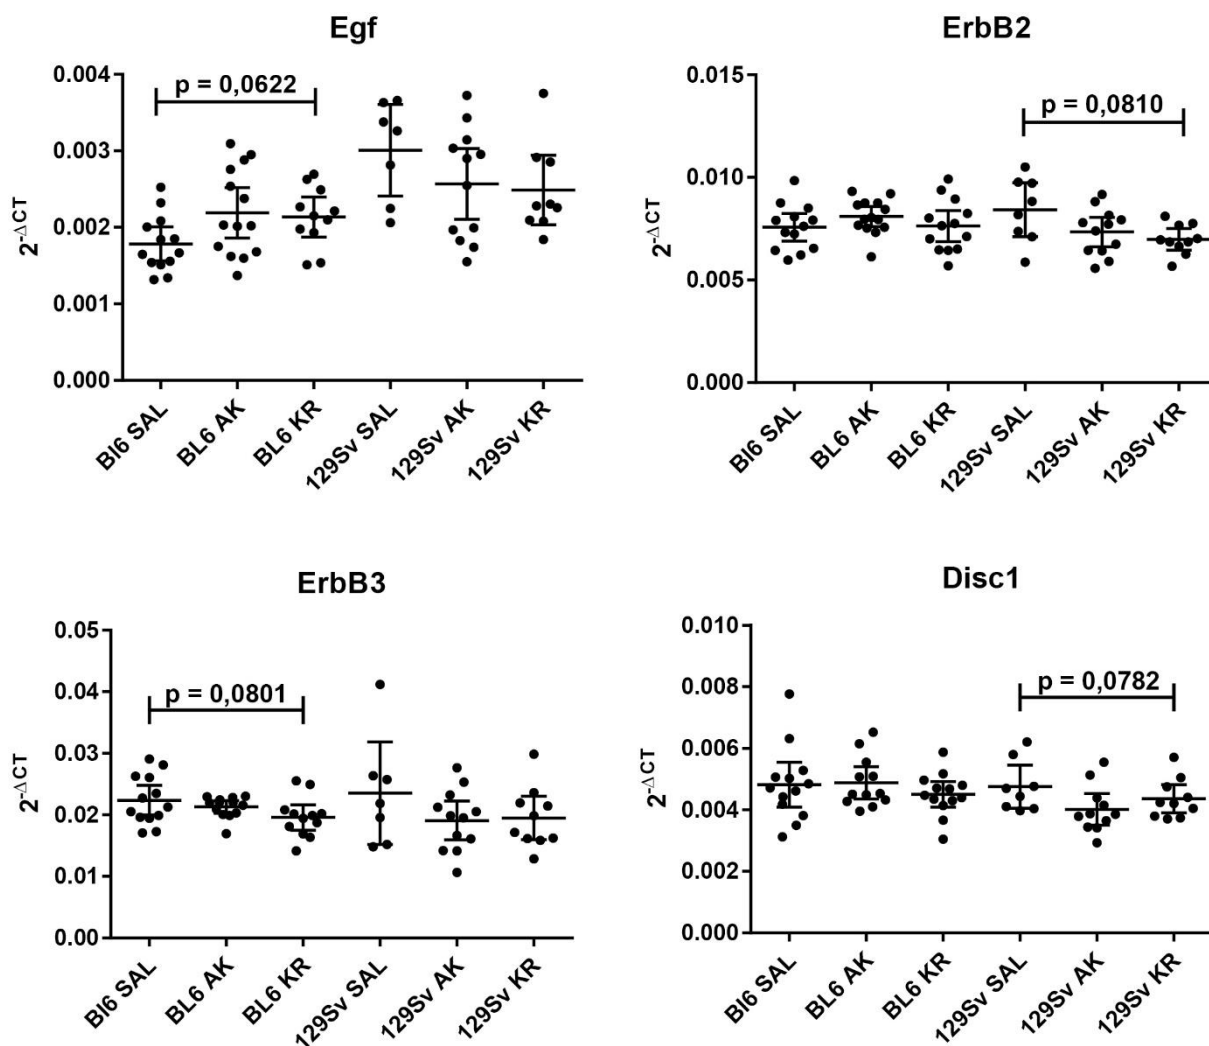 Egf
0.004
0.003
0.002
0.001
0.000
2-ΔCT
p = 0,0622
Bl6 SAL
BL6 AK
BL6 KR
129Sv SAL
129Sv AK
129Sv KR
ErbB2
0.015
0.010
0.005
0.000
2-ΔCT
p = 0,0810
Bl6 SAL
BL6 AK
BL6 KR
129Sv SAL
129Sv AK
129Sv KR
ErbB3
0.05
0.04
0.03
0.02
0.01
0.00
2-ΔCT
p = 0,0801
Bl6 SAL
BL6 AK
BL6 KR
129Sv SAL
129Sv AK
129Sv KR
Disc1
0.010
0.008
0.006
0.004
0.002
0.000
2-ΔCT
p = 0,0782
Bl6 SAL
BL6 AK
BL6 KR
129Sv SAL
129Sv AK
129Sv KR